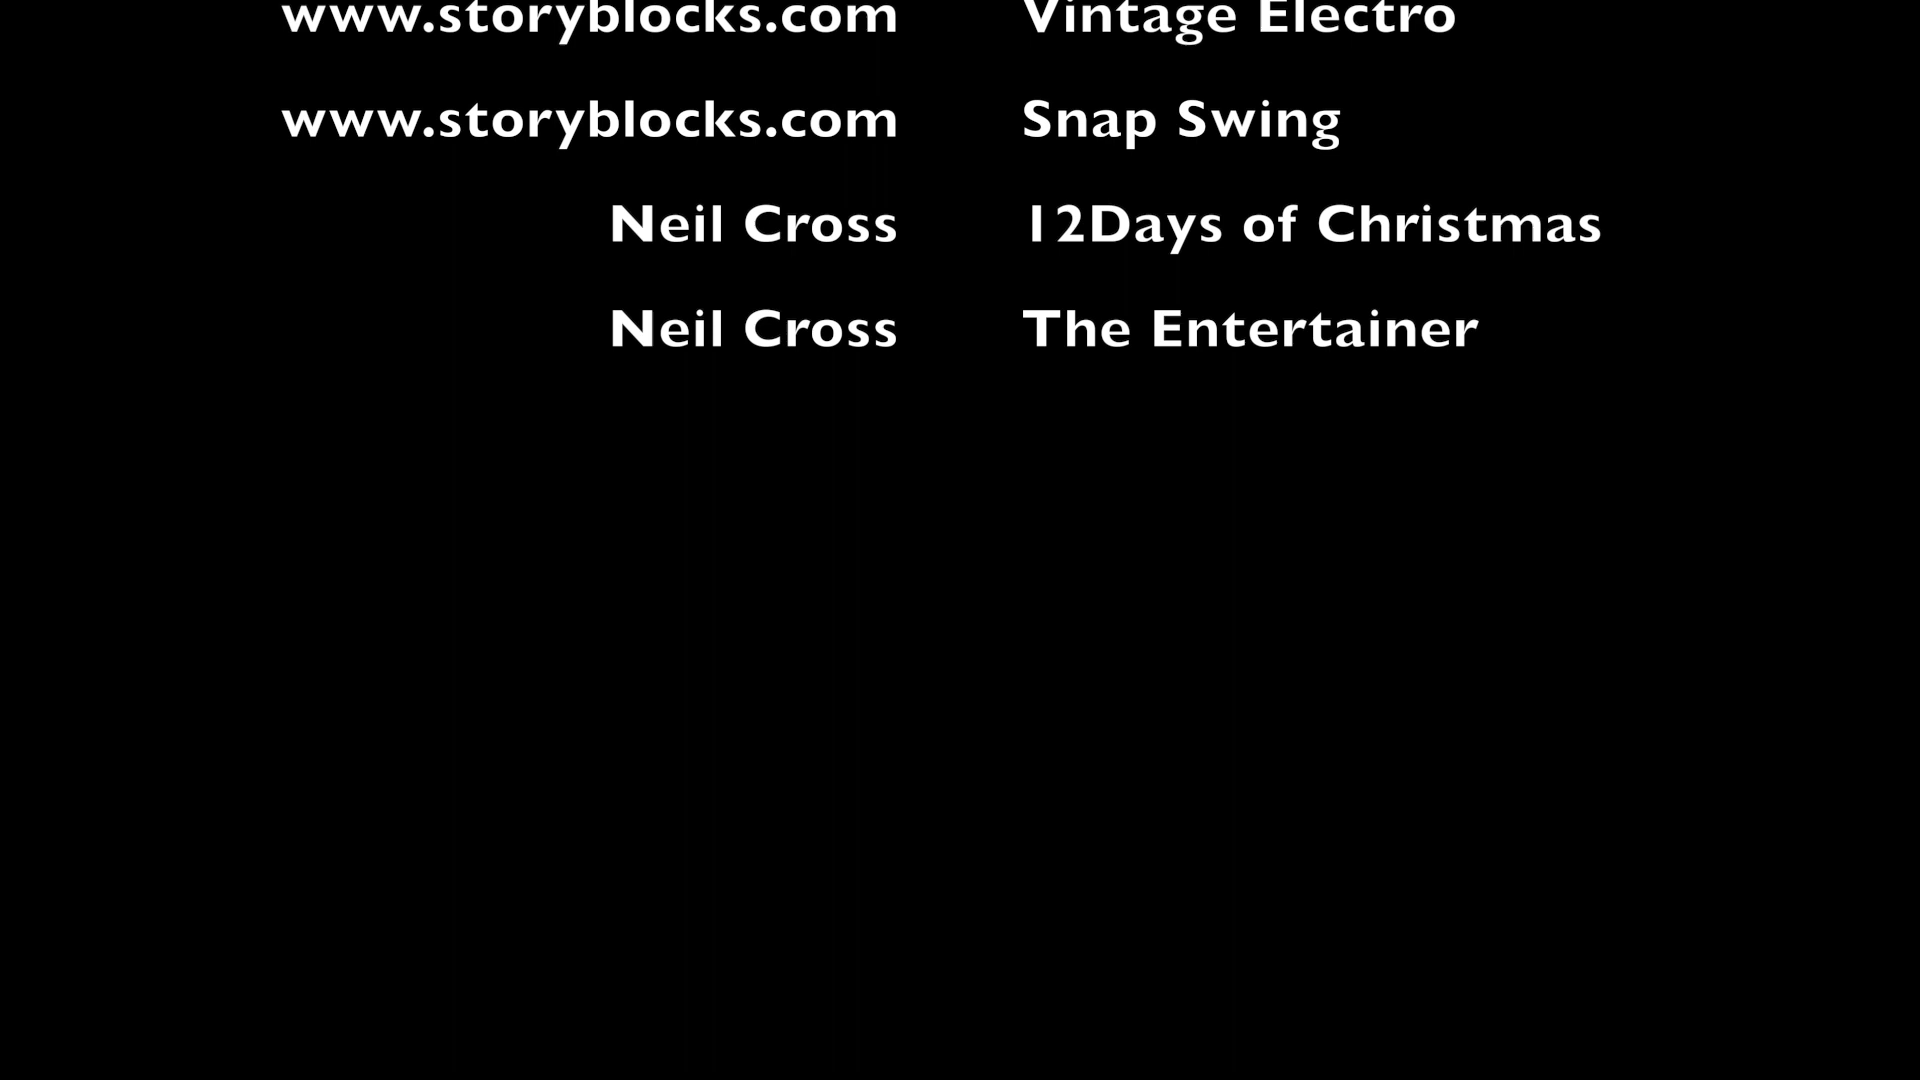 www.storyblocks.com Vintage Electro
www.storyblocks.com Snap Swing
Neil Cross 12Days of Christmas
Neil Cross The Entertainer